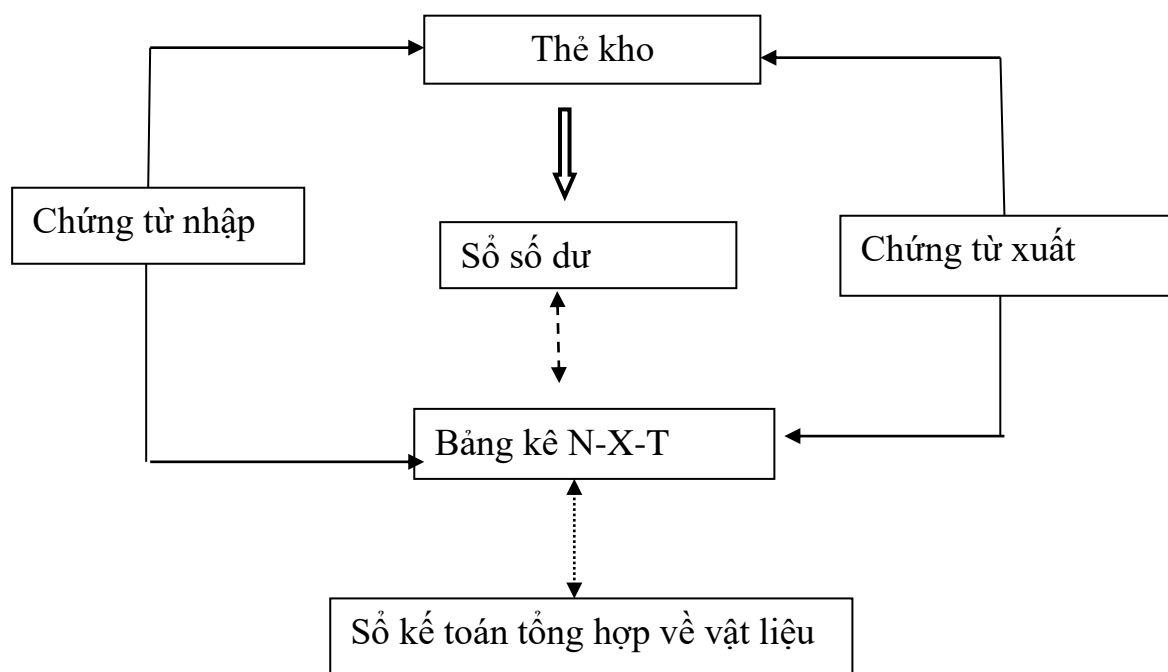 Thẻ kho
Chứng từ nhập
Sổ số dư
Chứng từ xuất
Bảng kê N-X-T
Sổ kế toán tổng hợp về vật liệu